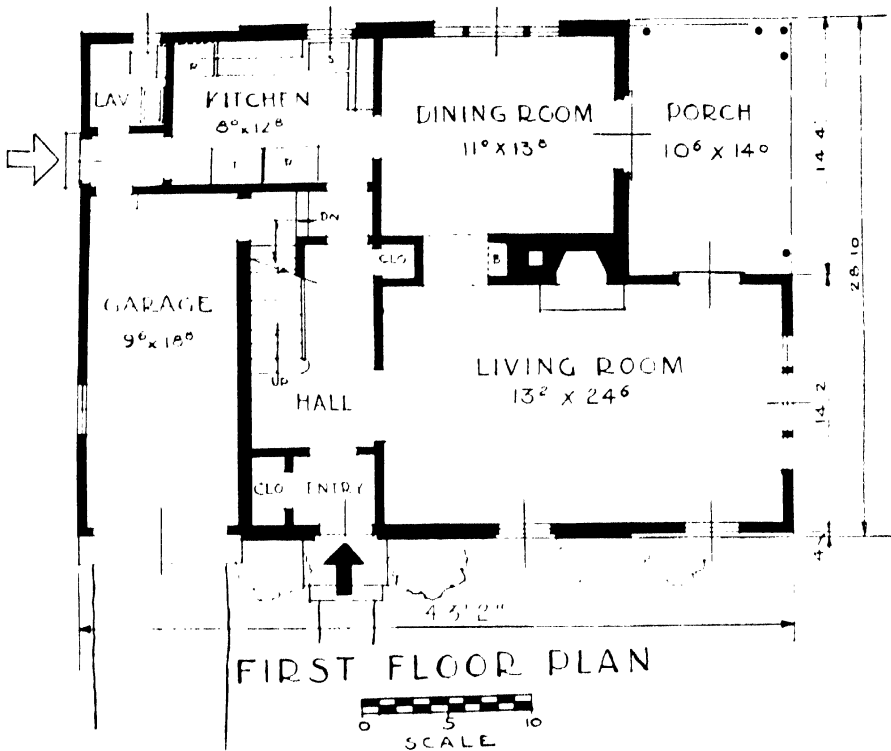 LAV
R
S
KITCHEN
8⁰ x 12⁸
DINING ROOM
11⁰ X 13⁸
PORCH
10⁶ X 14⁰
14 4
DN
CLO
B
28 10
GARAGE
9⁶ x 18⁸
LIVING ROOM
13² X 24⁶
14 2
UP
HALL
CLO
ENTRY
43'2"
FIRST FLOOR PLAN
0 5 10
SCALE